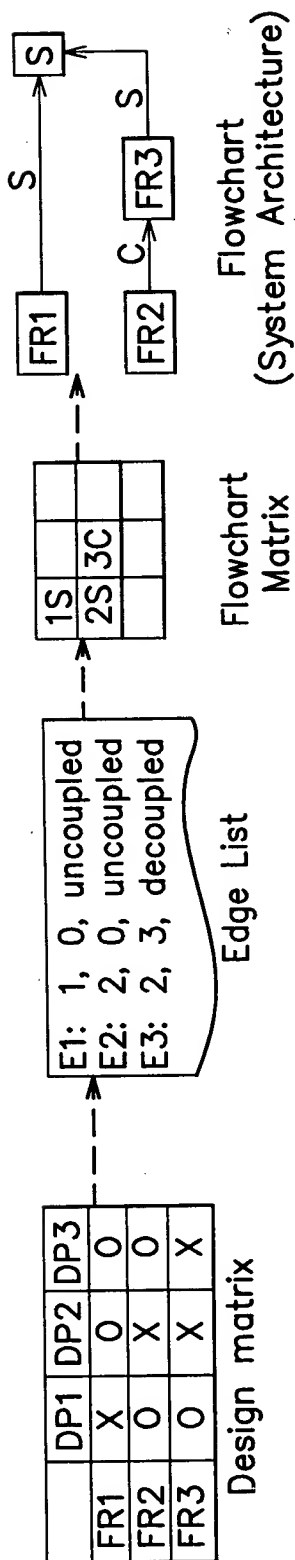 DP1 DP2 DP3
FR1 X O O
FR2 O X O
FR3 O X X
Design matrix
E1: 1, 0, uncoupled
E2: 2, 0, uncoupled
E3: 2, 3, decoupled
Edge List
1S
2S 3C
Flowchart
Matrix
FR1 S S
FR2 C FR3 S
Flowchart
(System Architecture)